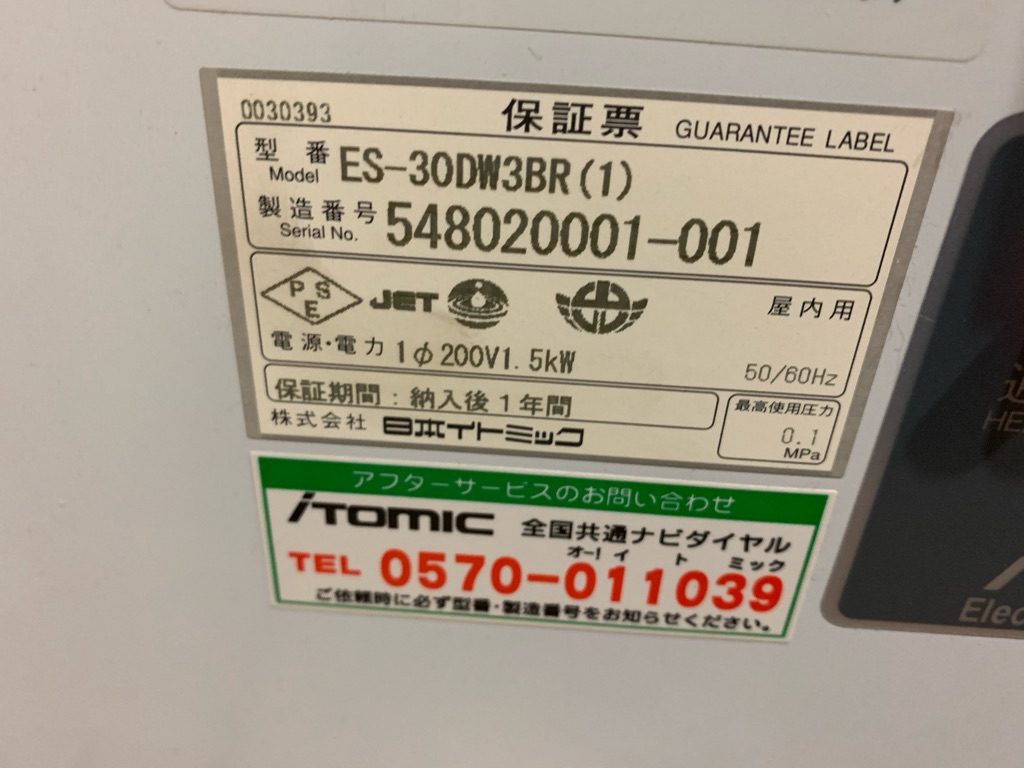 0030393
保証票 GUARANTEE LABEL
型番 ES-30DW3BR(1)
Model
製造番号 548020001-001
Serial No.
PSE JET
屋内用
電源・電力 1φ200V1.5kW
50/60Hz
保証期間:納入後1年間
最高使用圧力
0.1
MPa
株式会社 日本イトミック
アフターサービスのお問い合わせ
iTOMIC 全国共通ナビダイヤル
オー! イ ト ミック
TEL 0570-011039
ご依頼時に必ず型番・製造番号をお知らせください。
HE
Elec